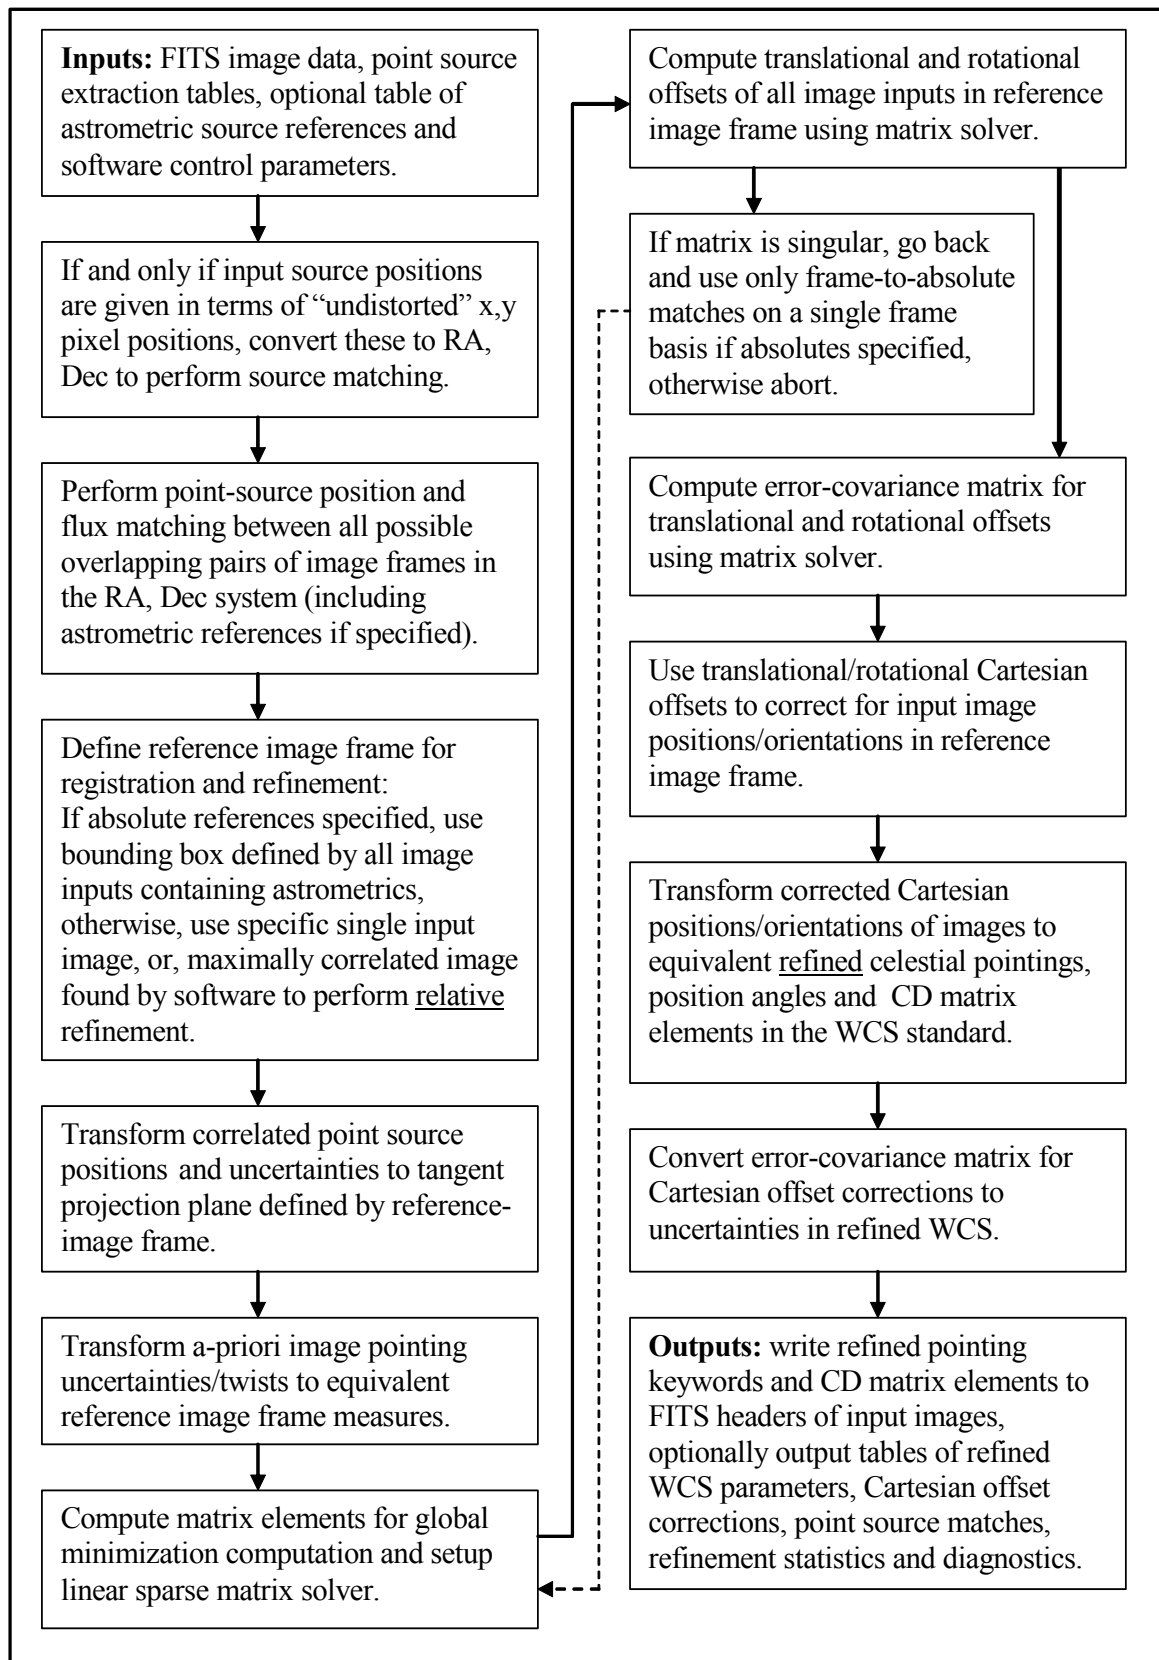 Inputs: FITS image data, point source
extraction tables, optional table of
astrometric source references and
software control parameters.
If and only if input source positions
are given in terms of “undistorted” x,y
pixel positions, convert these to RA,
Dec to perform source matching.
Perform point-source position and
flux matching between all possible
overlapping pairs of image frames in
the RA, Dec system (including
astrometric references if specified).
Define reference image frame for
registration and refinement:
If absolute references specified, use
bounding box defined by all image
inputs containing astrometrics,
otherwise, use specific single input
image, or, maximally correlated image
found by software to perform relative
refinement.
Transform correlated point source
positions and uncertainties to tangent
projection plane defined by reference-
image frame.
Transform a-priori image pointing
uncertainties/twists to equivalent
reference image frame measures.
Compute matrix elements for global
minimization computation and setup
linear sparse matrix solver.
Compute translational and rotational
offsets of all image inputs in reference
image frame using matrix solver.
If matrix is singular, go back
and use only frame-to-absolute
matches on a single frame
basis if absolutes specified,
otherwise abort.
Compute error-covariance matrix for
translational and rotational offsets
using matrix solver.
Use translational/rotational Cartesian
offsets to correct for input image
positions/orientations in reference
image frame.
Transform corrected Cartesian
positions/orientations of images to
equivalent refined celestial pointings,
position angles and CD matrix
elements in the WCS standard.
Convert error-covariance matrix for
Cartesian offset corrections to
uncertainties in refined WCS.
Outputs: write refined pointing
keywords and CD matrix elements to
FITS headers of input images,
optionally output tables of refined
WCS parameters, Cartesian offset
corrections, point source matches,
refinement statistics and diagnostics.